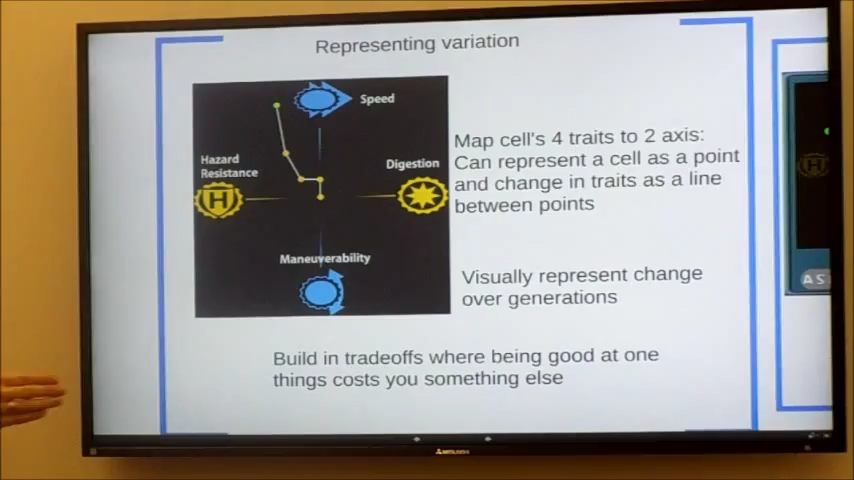 Representing variation
Speed
Hazard
Resistance
Digestion
H
Maneuverability
Map cell's 4 traits to 2 axis:
Can represent a cell as a point
and change in traits as a line
between points
Visually represent change
over generations
Build in tradeoffs where being good at one
things costs you something else
H
AS
MITSUBISHI